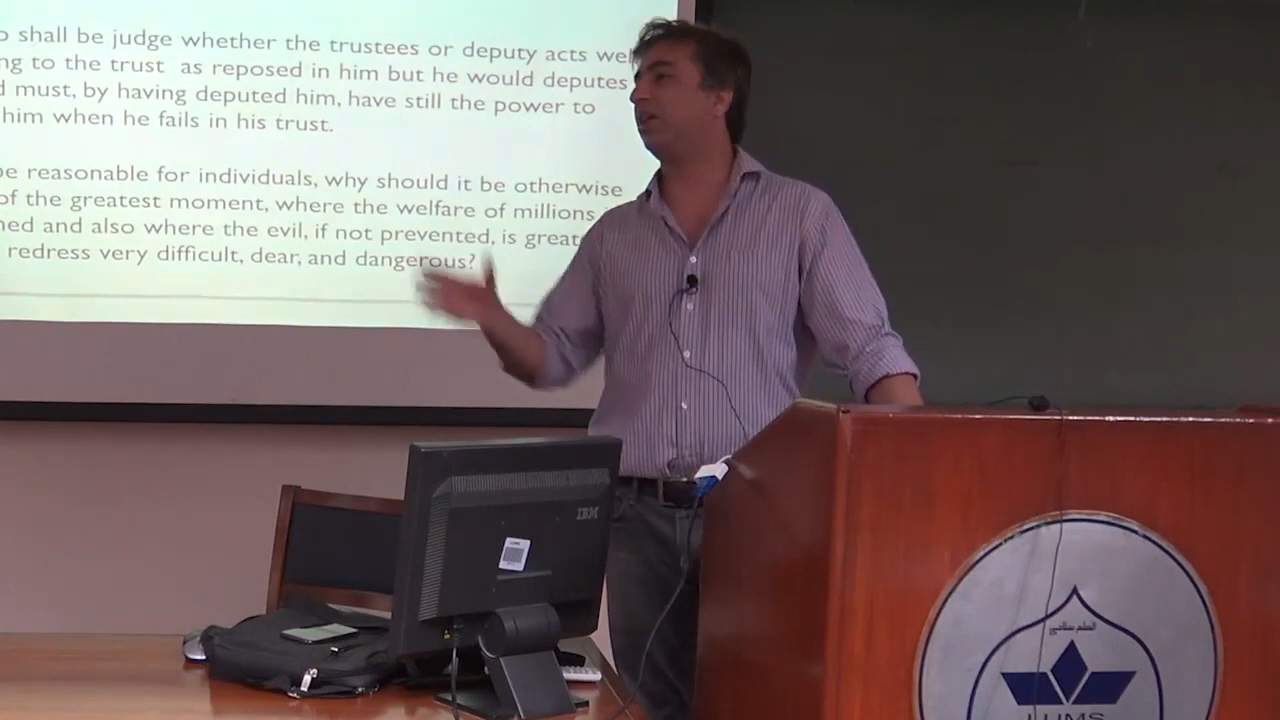 shall be judge whether the trustees or deputy acts wel
ng to the trust as reposed in him but he would deputes
d must, by having deputed him, have still the power to
him when he fails in his trust.
be reasonable for individuals, why should it be otherwise
of the greatest moment, where the welfare of millions
ned and also where the evil, if not prevented, is great
redress very difficult, dear, and dangerous?
IBM
LUMS